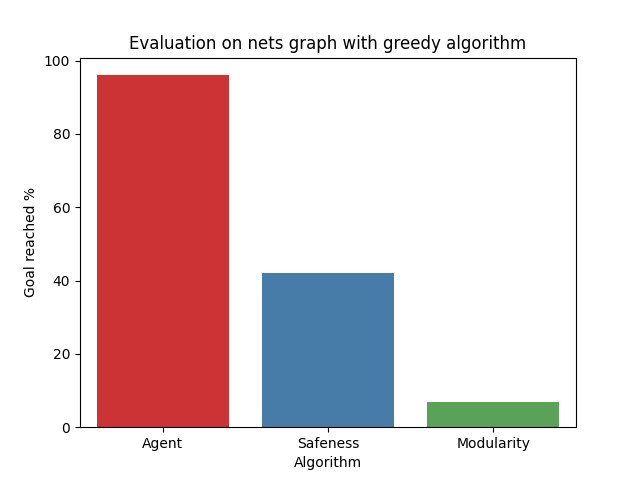 Evaluation on nets graph with greedy algorithm
100
80
60
40
20
0
Goal reached %
Agent
Safeness
Modularity
Algorithm